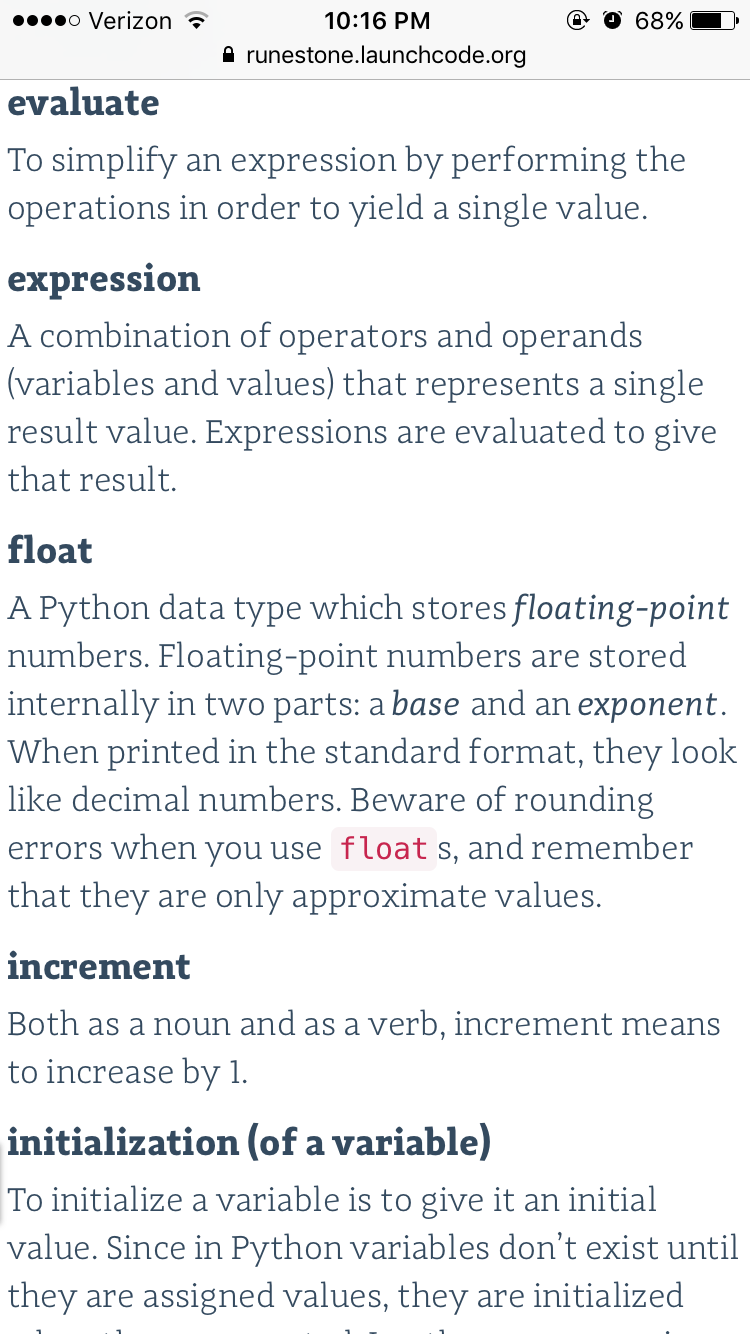 Verizon 10:16 PM 68%
runestone.launchcode.org
evaluate
To simplify an expression by performing the
operations in order to yield a single value.
expression
A combination of operators and operands
(variables and values) that represents a single
result value. Expressions are evaluated to give
that result.
float
A Python data type which stores floating-point
numbers. Floating-point numbers are stored
internally in two parts: a base and an exponent.
When printed in the standard format, they look
like decimal numbers. Beware of rounding
errors when you use floats, and remember
that they are only approximate values.
increment
Both as a noun and as a verb, increment means
to increase by 1.
initialization (of a variable)
To initialize a variable is to give it an initial
value. Since in Python variables don’t exist until
they are assigned values, they are initialized